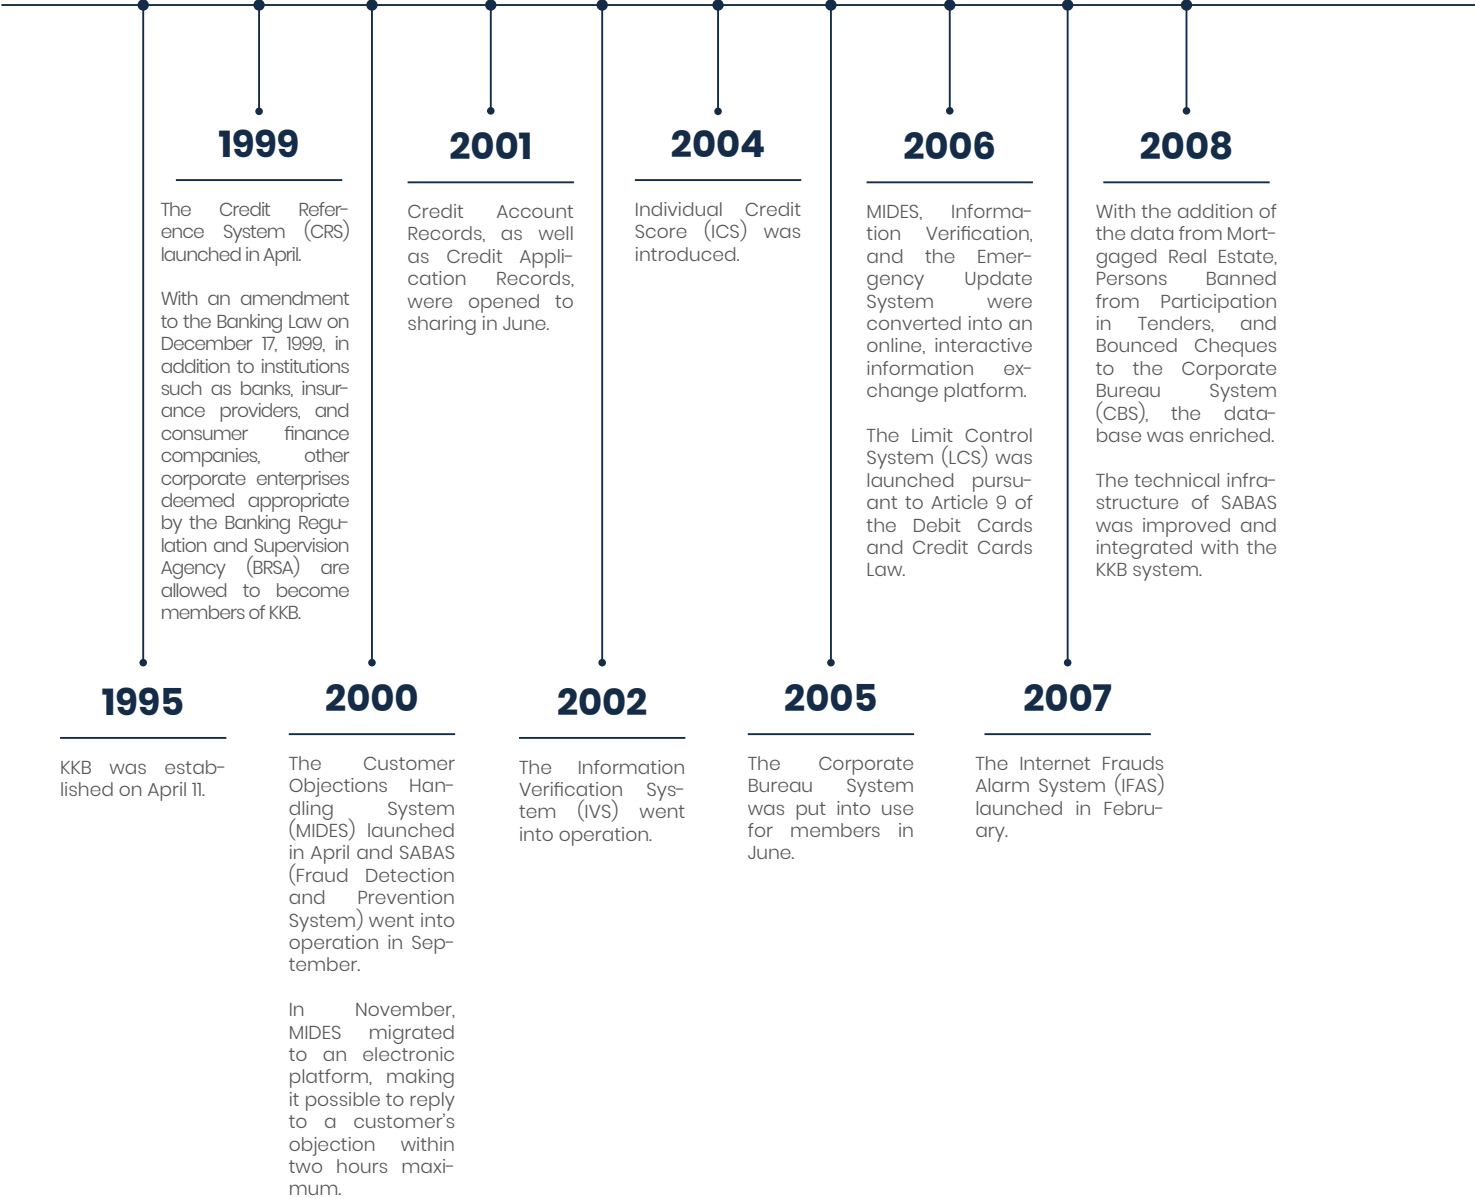 1999
The Credit Refer-
ence System (CRS)
launched in April.
With an amendment
to the Banking Law on
December 17, 1999, in
addition to institutions
such as banks, insur-
ance providers, and
consumer finance
companies, other
corporate enterprises
deemed appropriate
by the Banking Regu-
lation and Supervision
Agency (BRSA) are
allowed to become
members of KKB.
2001
Credit Account
Records, as well
as Credit Appli-
cation Records,
were opened to
sharing in June.
2004
Individual Credit
Score (ICS) was
introduced.
2006
MIDES, Informa-
tion Verification,
and the Emer-
gency Update
System were
converted into an
online, interactive
information ex-
change platform.
The Limit Control
System (LCS) was
launched pursu-
ant to Article 9 of
the Debit Cards
and Credit Cards
Law.
2008
With the addition of
the data from Mort-
gaged Real Estate,
Persons Banned
from Participation
in Tenders, and
Bounced Cheques
to the Corporate
Bureau System
(CBS), the data-
base was enriched.
The technical infra-
structure of SABAS
was improved and
integrated with the
KKB system.
1995
KKB was estab-
lished on April 11.
2000
The Customer
Objections Han-
dling System
(MIDES) launched
in April and SABAS
(Fraud Detection
and Prevention
System) went into
operation in Sep-
tember.
In November,
MIDES migrated
to an electronic
platform, making
it possible to reply
to a customer's
objection within
two hours maxi-
mum.
2002
The Information
Verification Sys-
tem (IVS) went
into operation.
2005
The Corporate
Bureau System
was put into use
for members in
June.
2007
The Internet Frauds
Alarm System (IFAS)
launched in Febru-
ary.